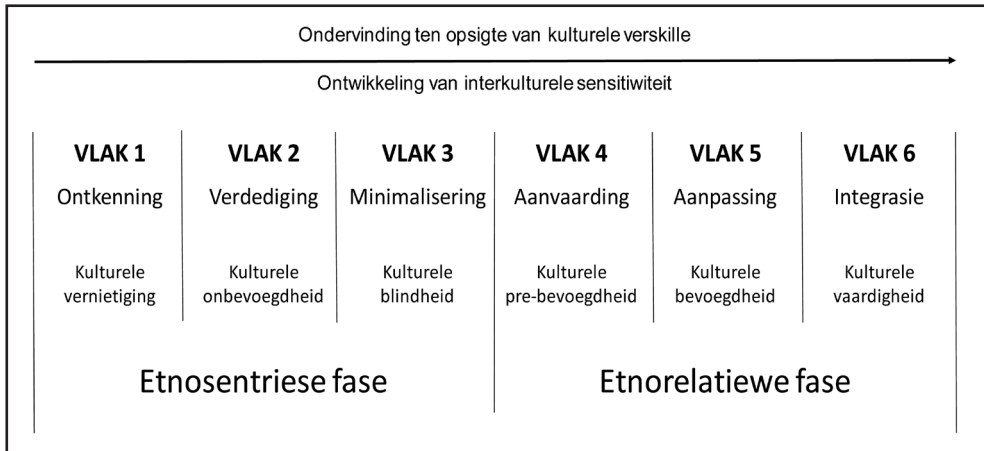 Ondervinding ten opsigte van kulturele verskille
Ontwikkeling van interkulturele sensitiwiteit
VLAK 1
Ontkenning
Kulturele
vernietiging
VLAK 2
Verdediging
Kulturele
onbevoegdheid
VLAK 3
Minimalisering
Kulturele
blindheid
VLAK 4
Aanvaarding
Kulturele
pre-bevoegdheid
VLAK 5
Aanpassing
Kulturele
bevoegdheid
VLAK 6
Integrasie
Kulturele
vaardigheid
Etnosentriese fase
Etnorelatiewe fase